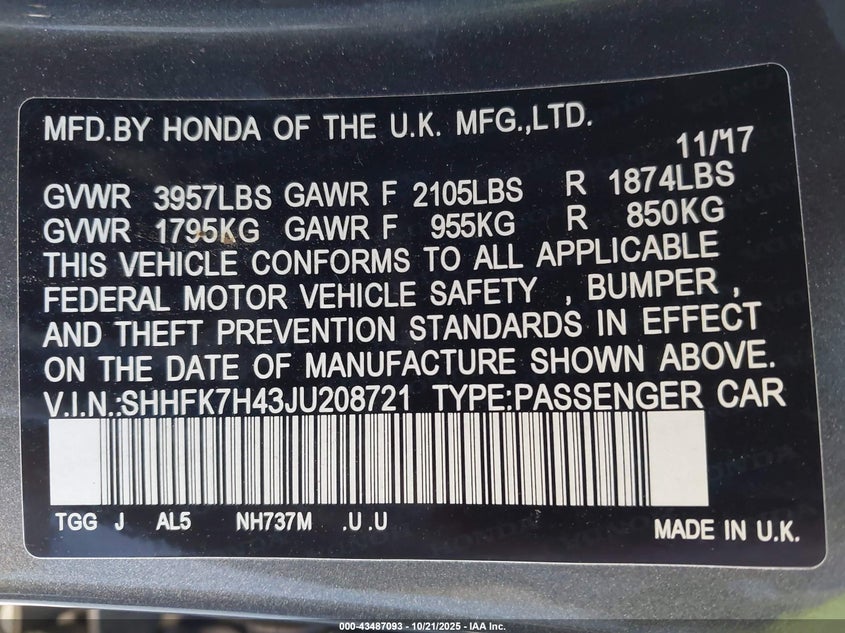 MFD.BY HONDA OF THE U.K. MFG.,LTD.
11/'17
GVWR 3957LBS GAWR F 2105LBS R 1874LBS
GVWR 1795KG GAWR F 955KG R 850KG
THIS VEHICLE CONFORMS TO ALL APPLICABLE
FEDERAL MOTOR VEHICLE SAFETY , BUMPER ,
AND THEFT PREVENTION STANDARDS IN EFFECT
ON THE DATE OF MANUFACTURE SHOWN ABOVE.
V.I.N.:SHHFK7H43JU208721 TYPE:PASSENGER CAR
TGG J AL5 NH737M .U .U
MADE IN U.K.
000-43487093 - 10/21/2025 - IAA Inc.